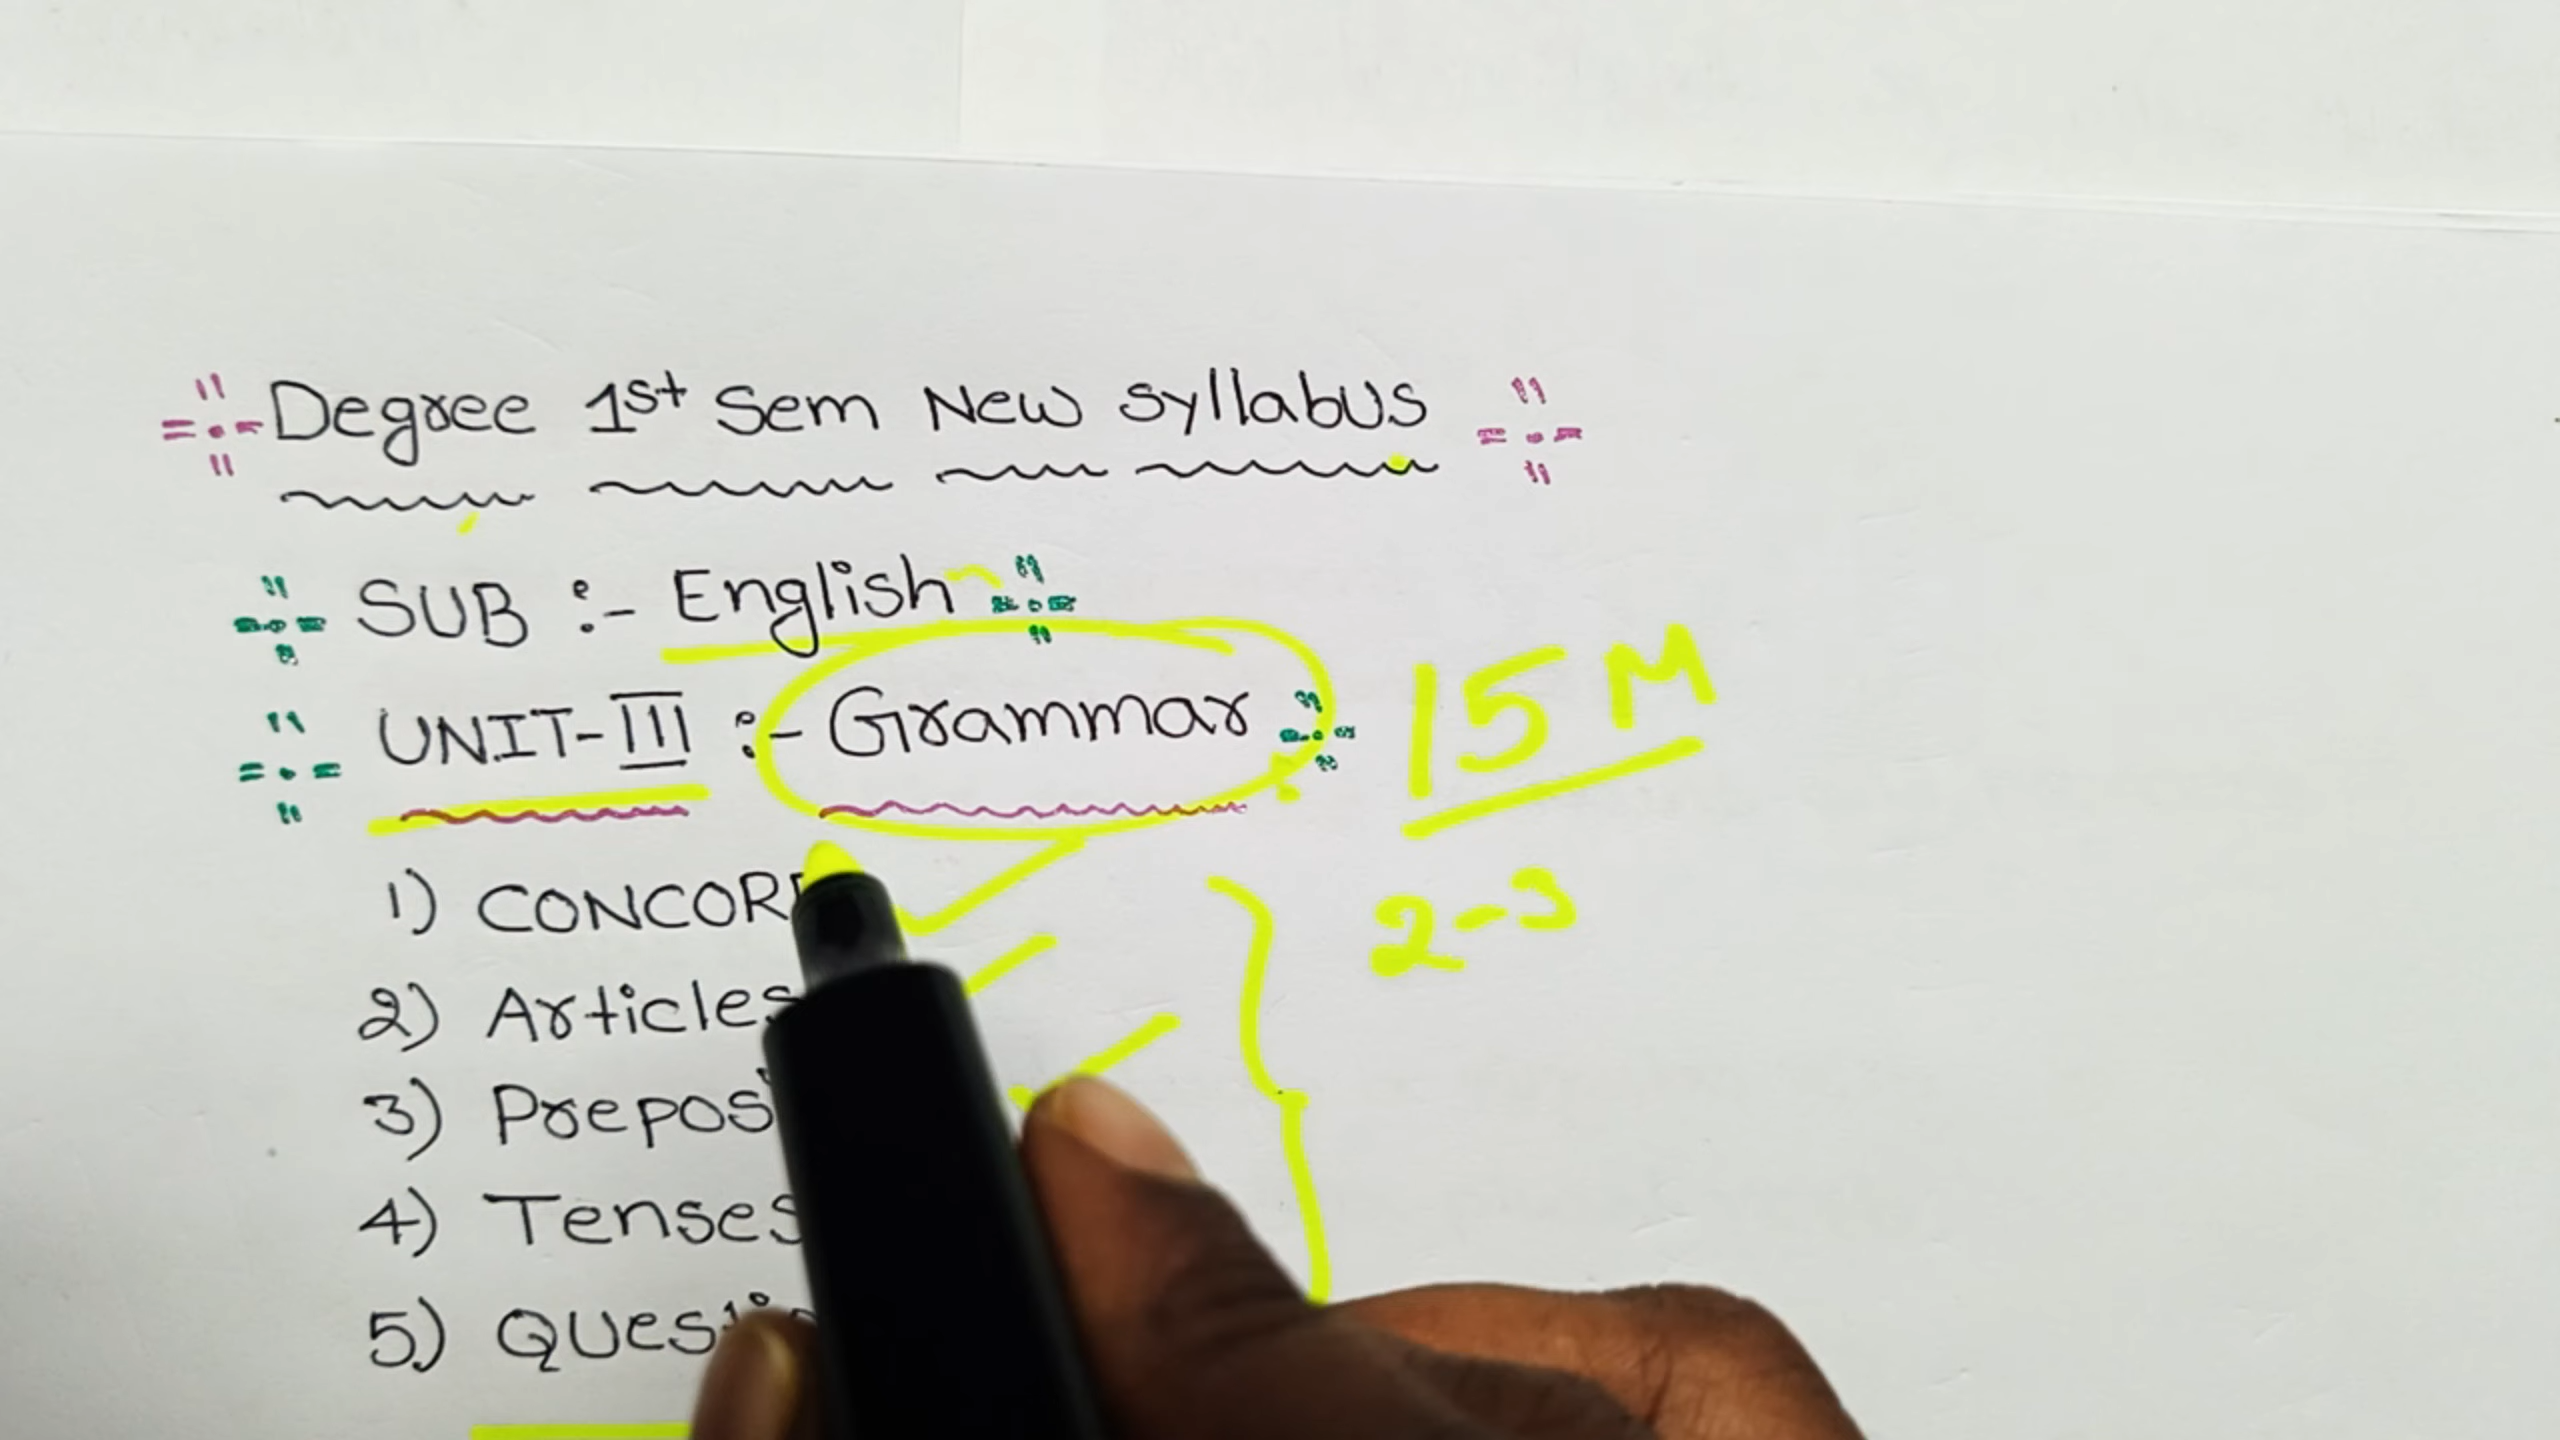 Degree 1st Sem New Syllabus
SUB :- English
UNIT-III :- Grammar
15 M
1) CONCOR
2-3
2) Articles
3) Prepos
4) Tenses
5) Questio